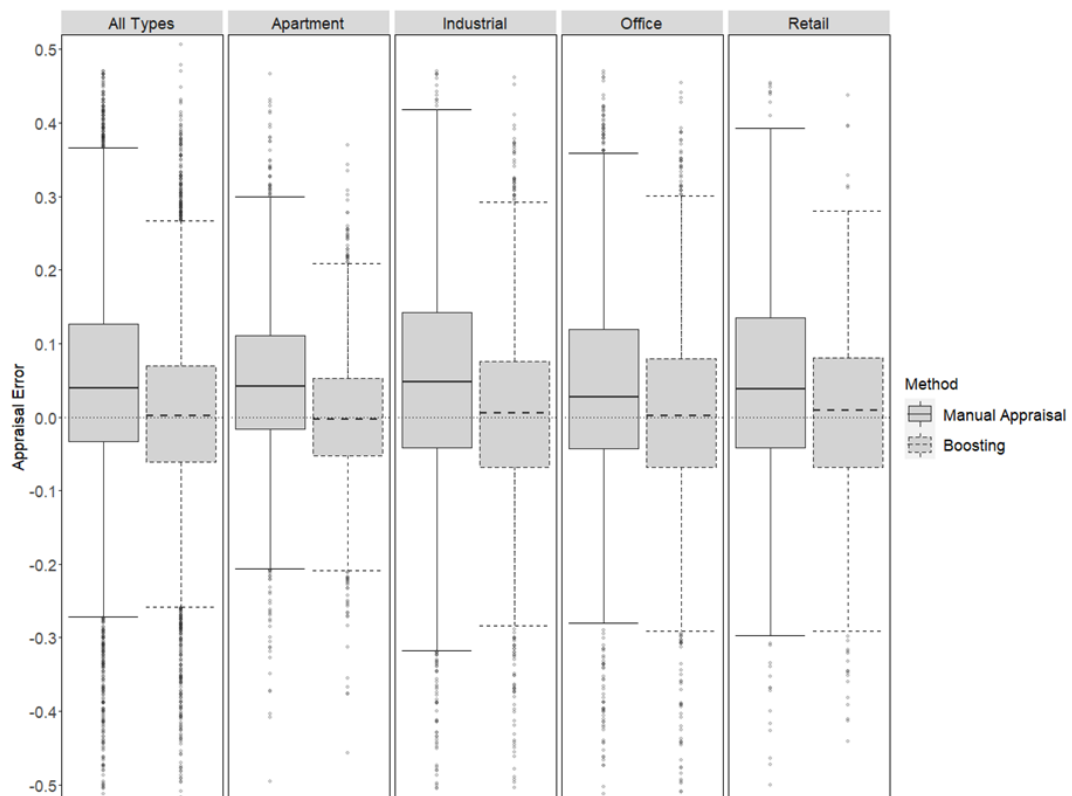 All Types Apartment Industrial Office Retail
0.5
0.4
0.3
0.2
0.1
0.0
-0.1
-0.2
-0.3
-0.4
-0.5
Appraisal Error
Method
Manual Appraisal
Boosting